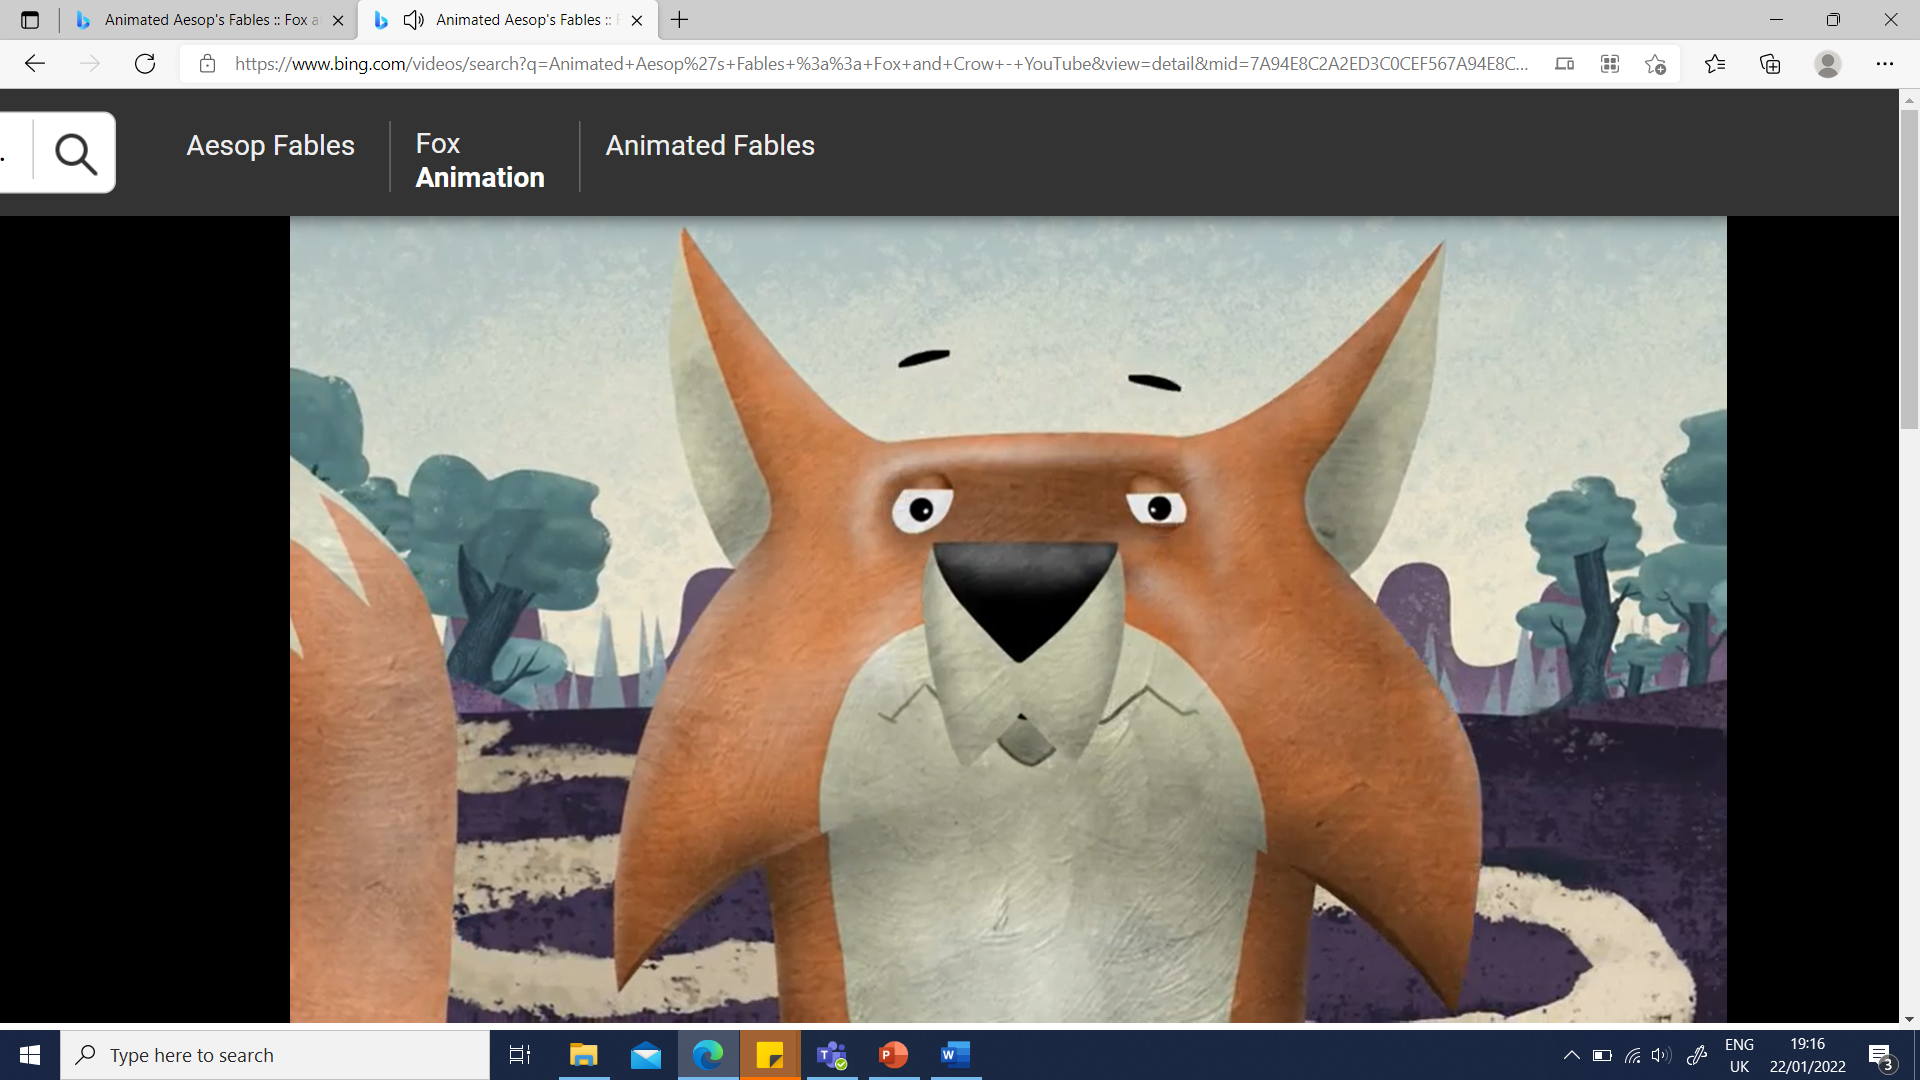 Animated Aesop's Fables :: Fox a
Animated Aesop's Fables :: F
https://www.bing.com/videos/search?q=Animated+Aesop%27s+Fables+%3a%3a+Fox+and+Crow+-+YouTube&view=detail&mid=7A94E8C2A2ED3C0CEF567A94E8C...
Aesop Fables
Fox
Animation
Animated Fables
Type here to search
ENG
UK
19:16
22/01/2022
3